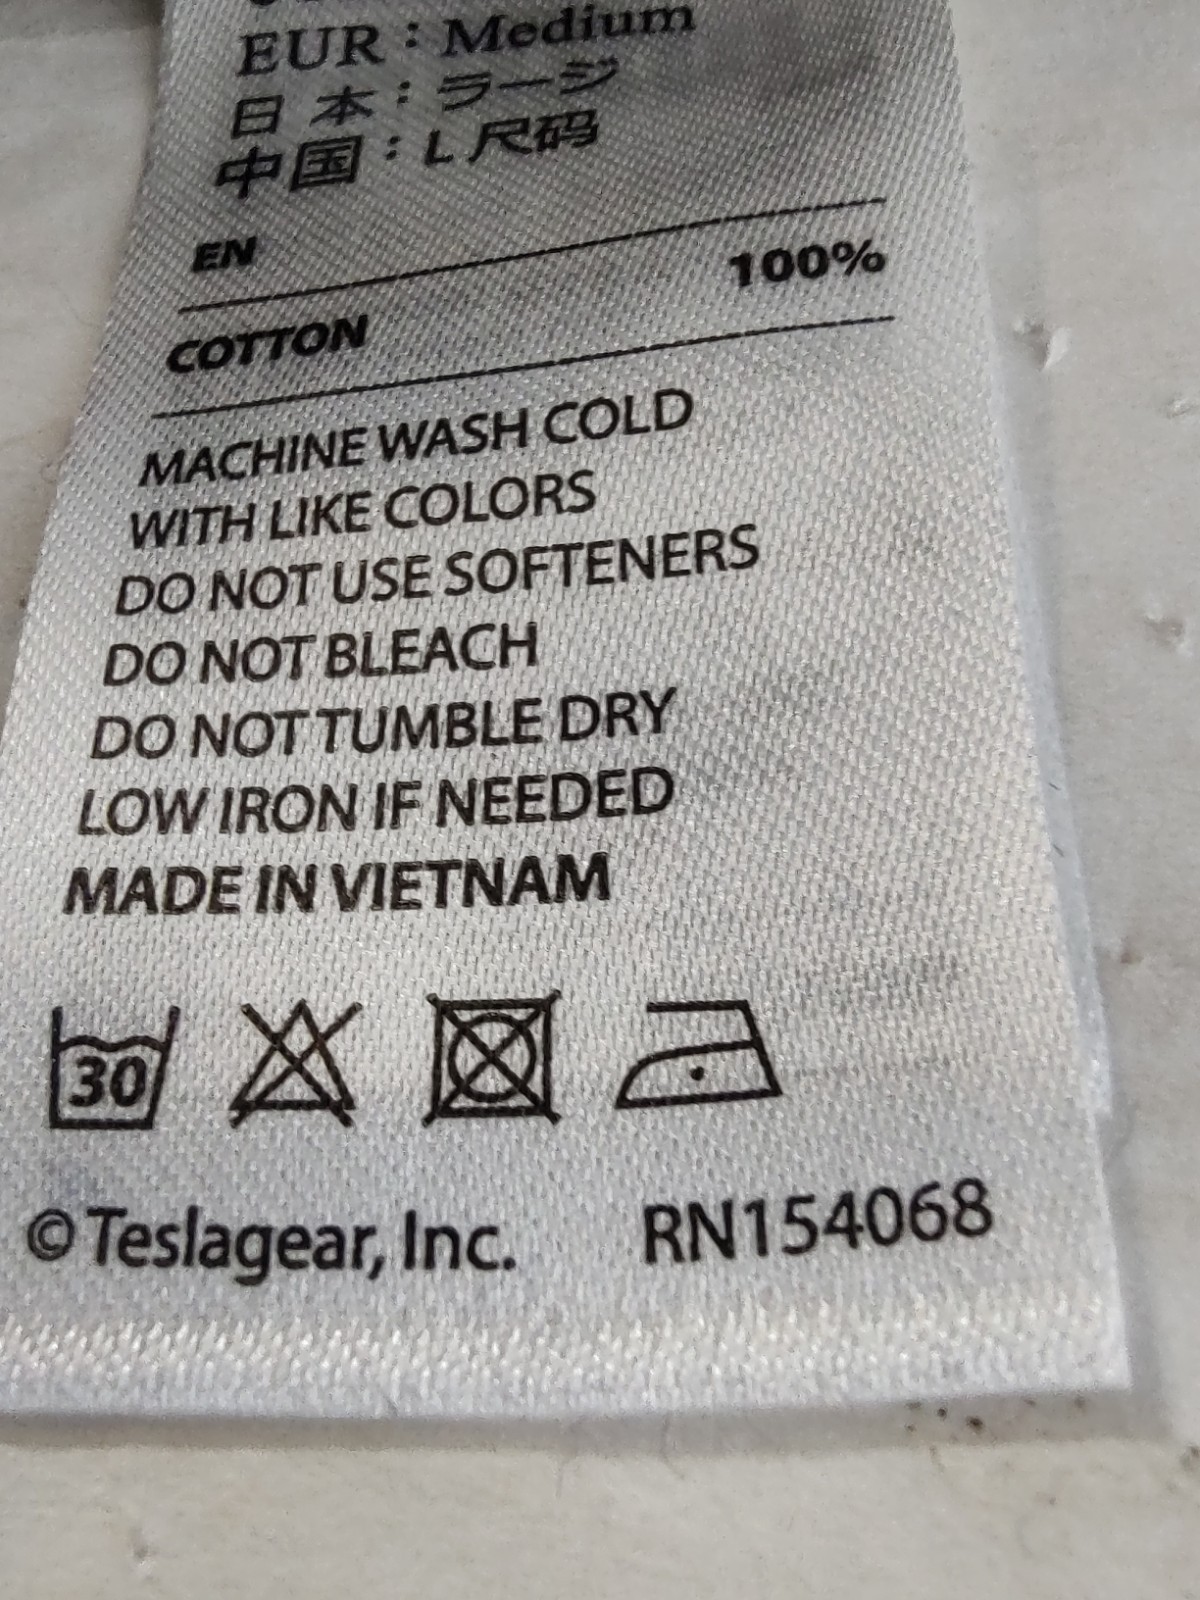 EUR : Medium
日本 : ラージ
中国 : L 尺码
EN
100%
COTTON
MACHINE WASH COLD
WITH LIKE COLORS
DO NOT USE SOFTENERS
DO NOT BLEACH
DO NOT TUMBLE DRY
LOW IRON IF NEEDED
MADE IN VIETNAM
30
© Teslagear, Inc. RN154068